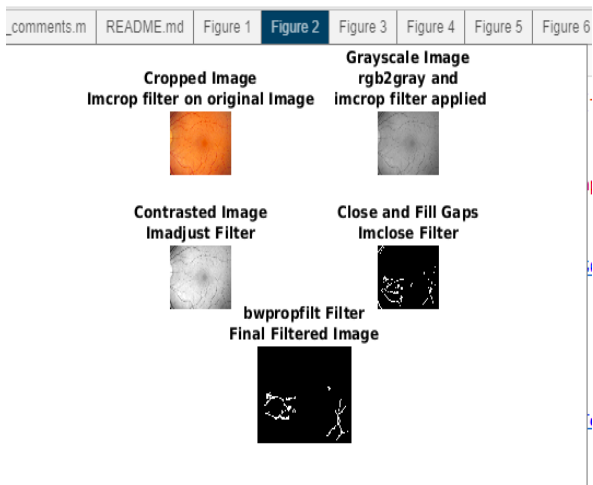 _comments.m README.md Figure 1 Figure 2 Figure 3 Figure 4 Figure 5 Figure 6
Cropped Image
Imcrop filter on original Image
Grayscale Image
rgb2gray and
imcrop filter applied
Contrasted Image
Imadjust Filter
Close and Fill Gaps
Imclose Filter
bwpropfilt Filter
Final Filtered Image